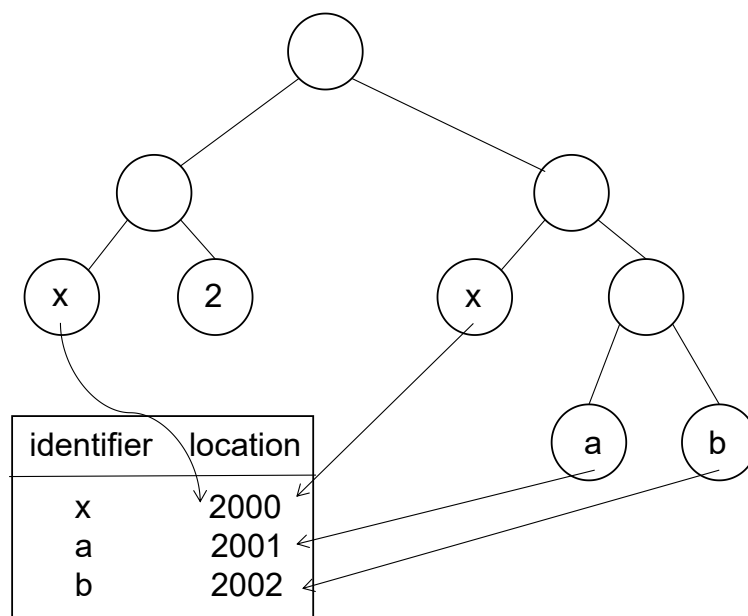 x 2 x
a b
identifier location
x 2000
a 2001
b 2002